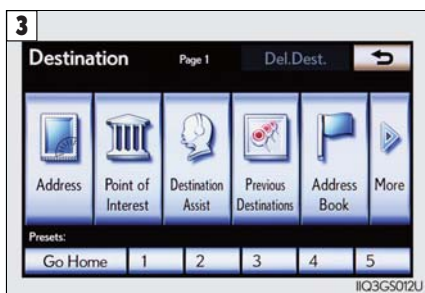 3
Destination Page 1 Del.Dest.
Address
Point of
Interest
Destination
Assist
Previous
Destinations
Address
Book
More
Presets:
Go Home 1 2 3 4 5
IIQ3GS012U